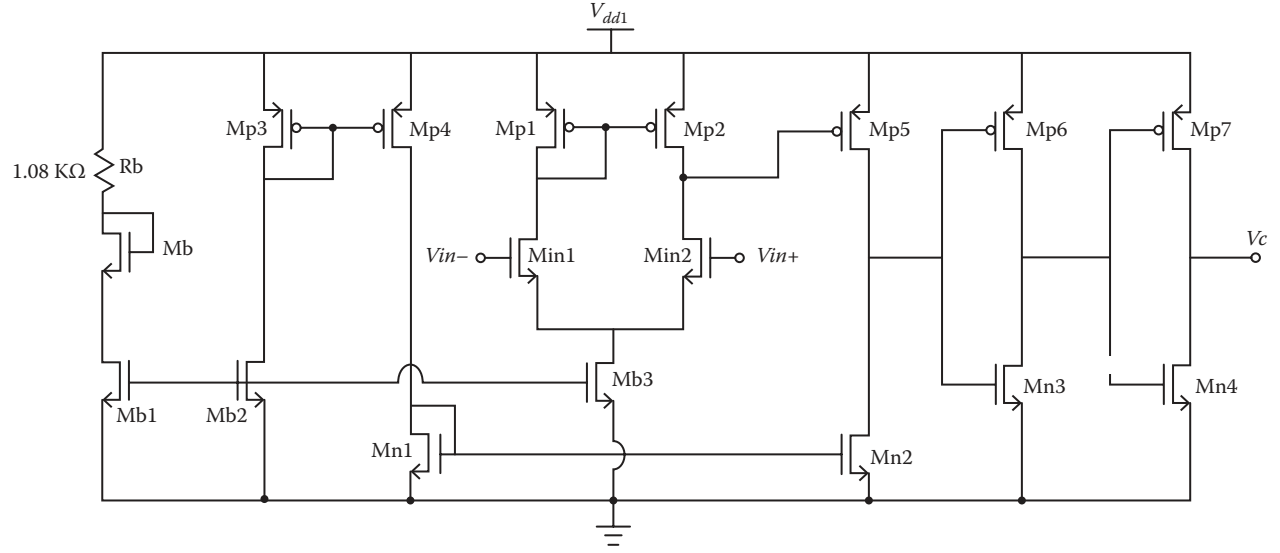 V_dd1
Mp3
Mp4
Mp1
Mp2
Mp5
Mp6
Mp7
1.08 KΩ
Rb
Mb
Vin−
Min1
Min2
Vin+
Vc
Mb1
Mb2
Mb3
Mn3
Mn4
Mn1
Mn2